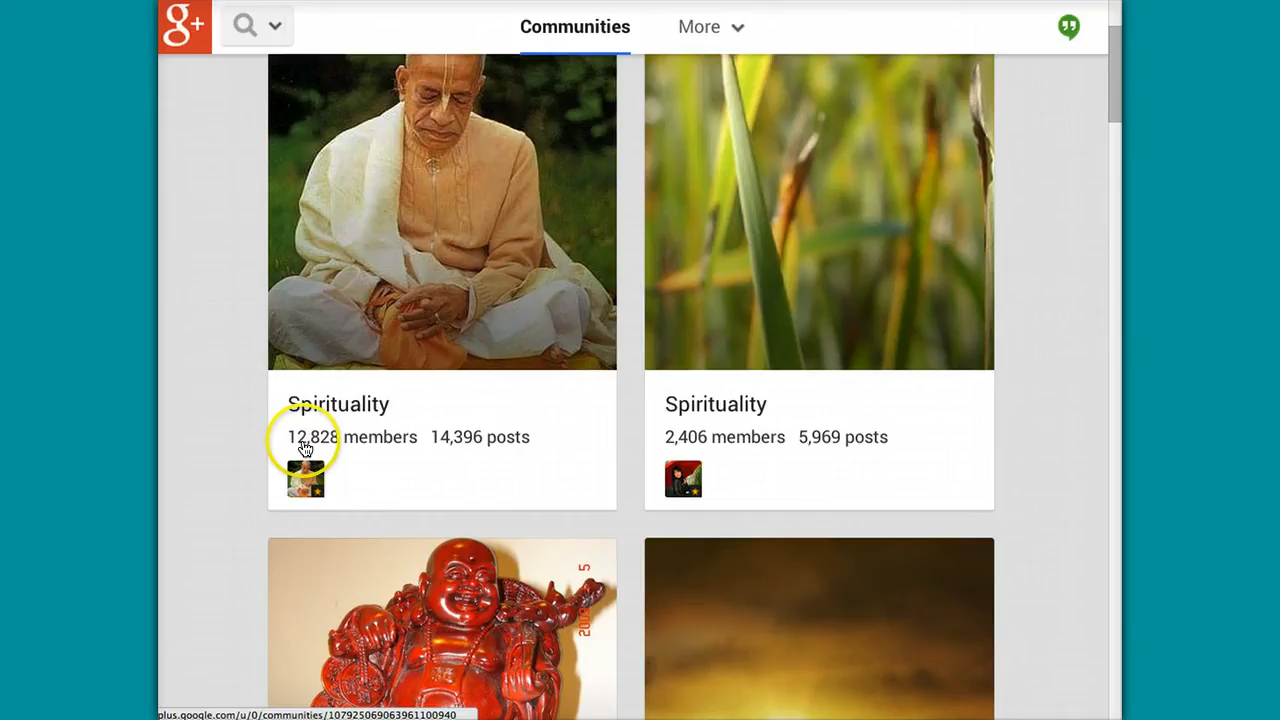 g+
Communities
More
Spirituality
12,828 members 14,396 posts
Spirituality
2,406 members 5,969 posts
plus.google.com/u/0/communities/107925069063961100940